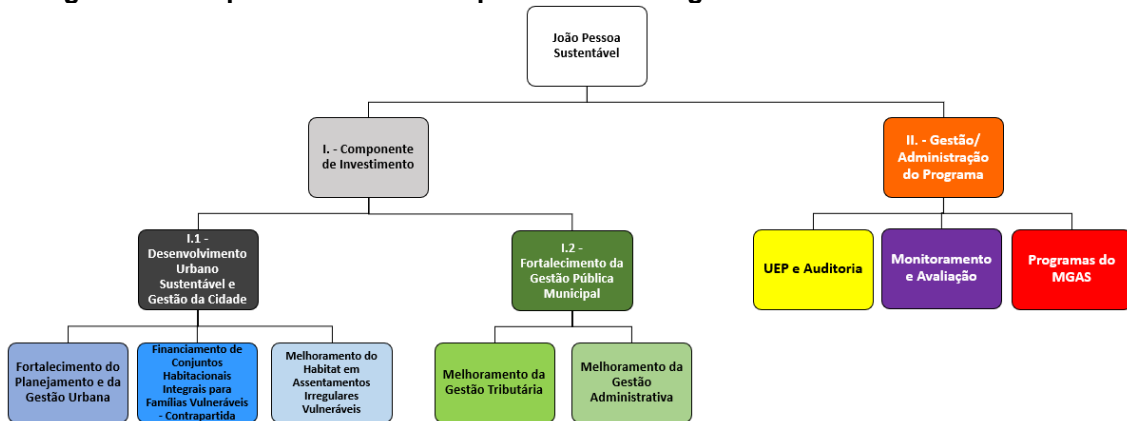 João Pessoa
Sustentável
I. - Componente
de Investimento
II. - Gestão/
Administração
do Programa
I.1 -
Desenvolvimento
Urbano
Sustentável e
Gestão da Cidade
I.2 -
Fortalecimento da
Gestão Pública
Municipal
UEP e Auditoria
Monitoramento
e Avaliação
Programas do
MGAS
Fortalecimento do
Planejamento e da
Gestão Urbana
Financiamento de
Conjuntos
Habitacionais
Integrais para
Famílias Vulneráveis
- Contrapartida
Melhoramento do
Habitat em
Assentamentos
Irregulares
Vulneráveis
Melhoramento da
Gestão Tributária
Melhoramento da
Gestão
Administrativa